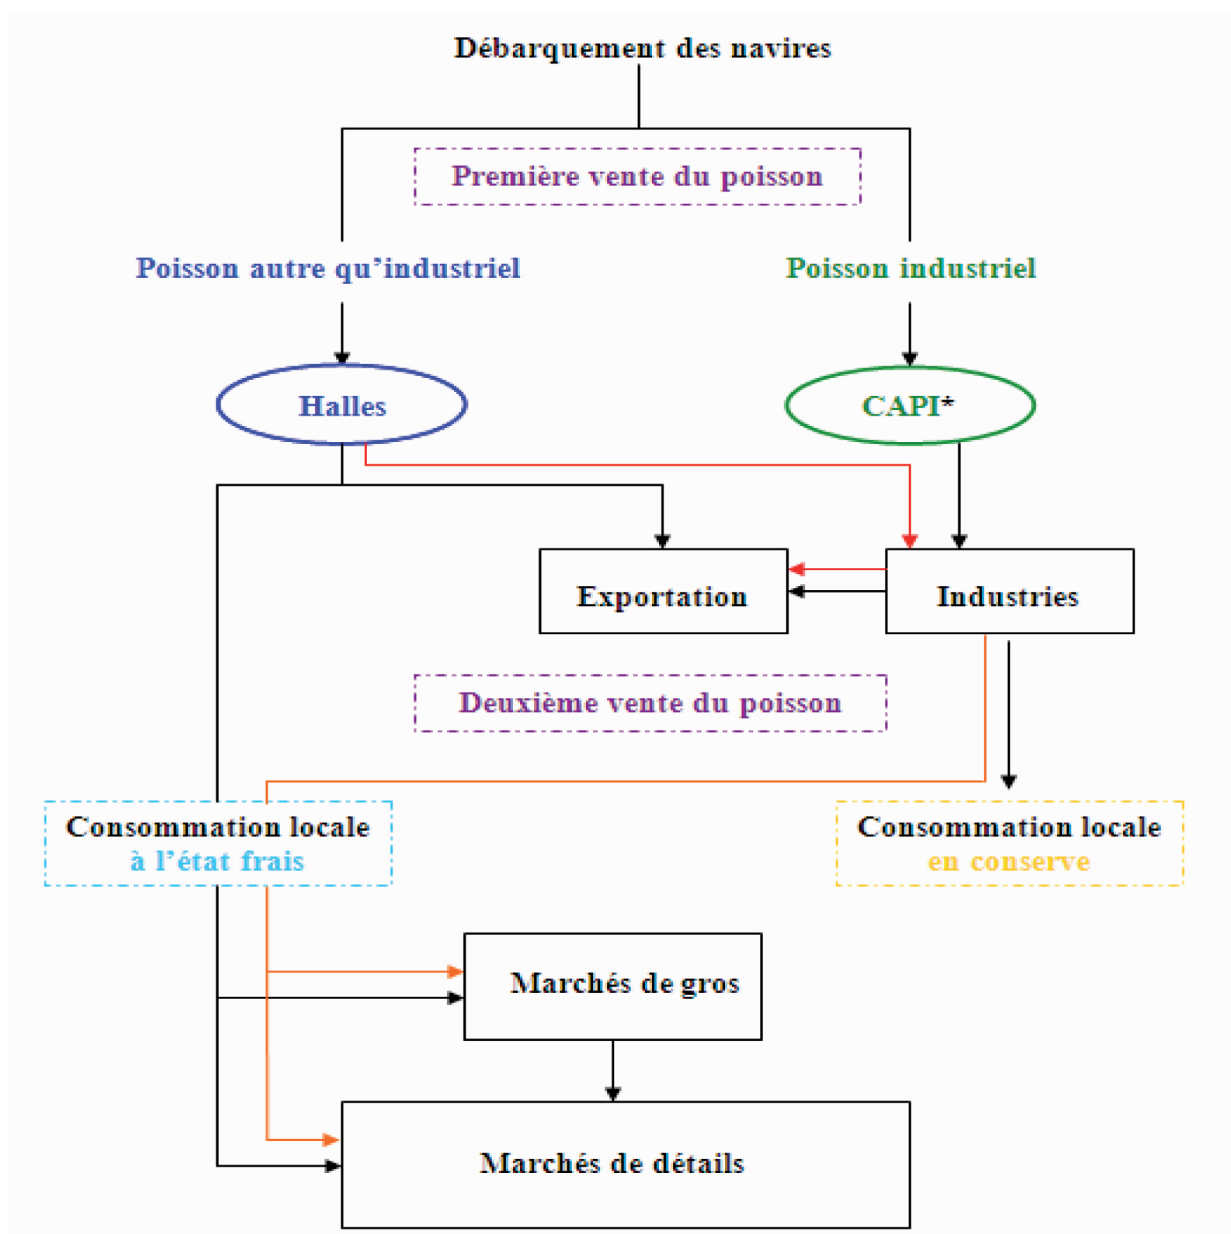 Débarquement des navires
Première vente du poisson
Poisson autre qu’industriel
Poisson industriel
Halles
CAPI*
Exportation
Industries
Deuxième vente du poisson
Consommation locale
à l’état frais
Consommation locale
en conserve
Marchés de gros
Marchés de détails